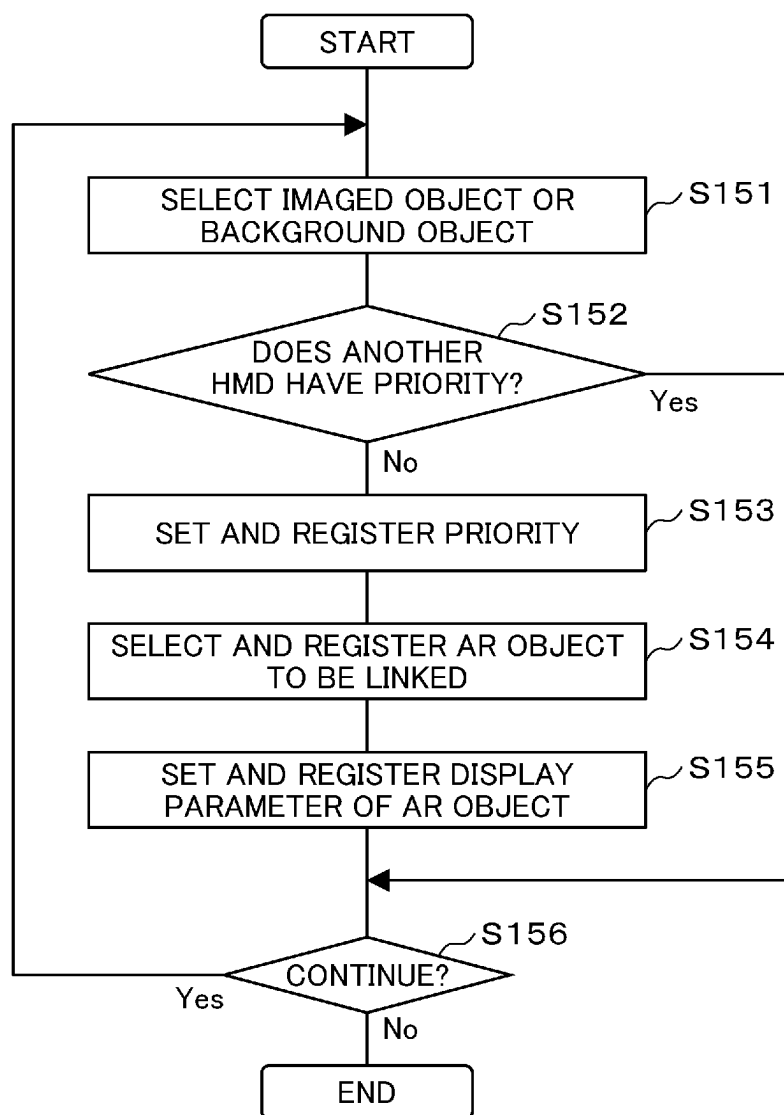 START
SELECT IMAGED OBJECT OR
BACKGROUND OBJECT
S151
DOES ANOTHER
HMD HAVE PRIORITY?
S152
Yes
No
SET AND REGISTER PRIORITY
S153
SELECT AND REGISTER AR OBJECT
TO BE LINKED
S154
SET AND REGISTER DISPLAY
PARAMETER OF AR OBJECT
S155
CONTINUE?
S156
Yes
No
END